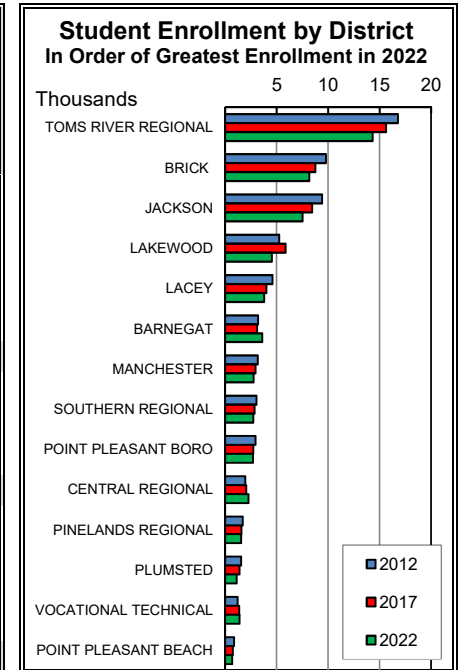 Student Enrollment by District
In Order of Greatest Enrollment in 2022
Thousands
5 10 15 20
TOMS RIVER REGIONAL
BRICK
JACKSON
LAKEWOOD
LACEY
BARNEGAT
MANCHESTER
SOUTHERN REGIONAL
POINT PLEASANT BORO
CENTRAL REGIONAL
PINELANDS REGIONAL
PLUMSTED
VOCATIONAL TECHNICAL
POINT PLEASANT BEACH
2012
2017
2022